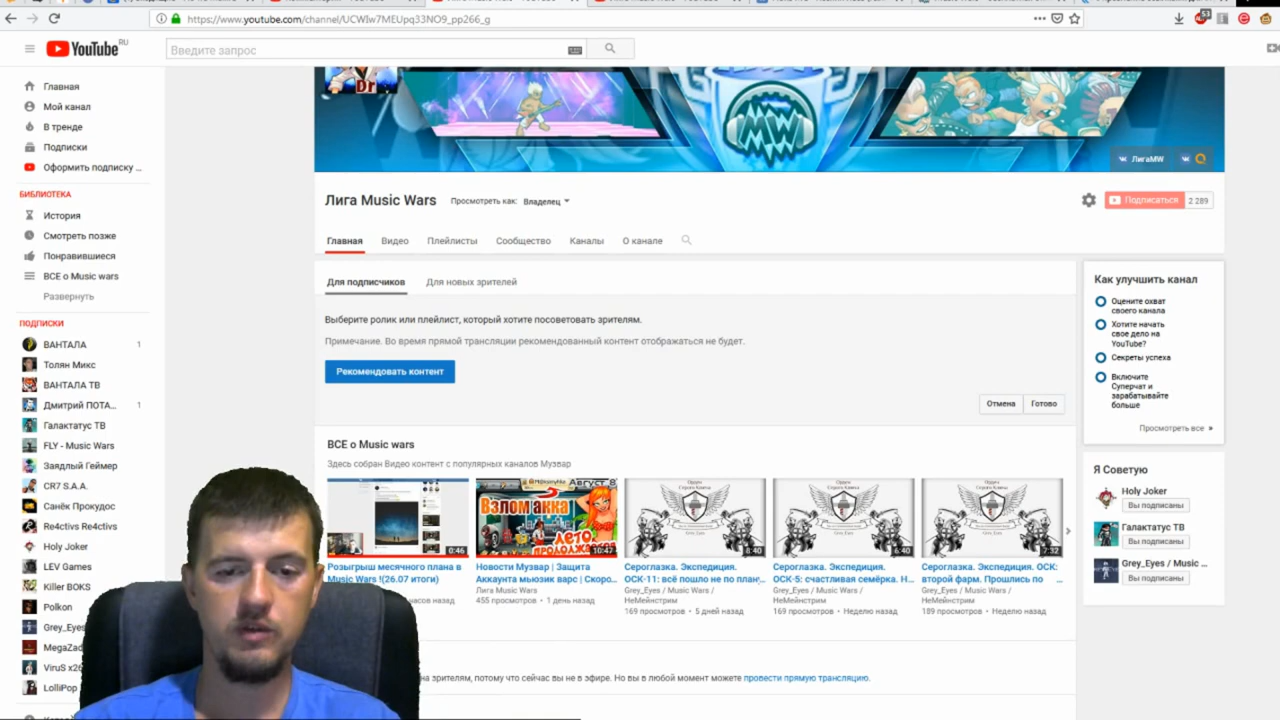 https://www.youtube.com/channel/UCWIw7MEUpq33NO9_pp266_g
YouTube RU
Введите запрос
Главная
Мой канал
В тренде
Подписки
Оформить подписку ...
БИБЛИОТЕКА
История
Смотреть позже
Понравившиеся
ВСЕ о Music wars
Развернуть
ПОДПИСКИ
ВАНТАЛА 1
Толян Микс
ВАНТАЛА ТВ
Дмитрий ПОТА... 1
Галактатус ТВ
FLY - Music Wars
Заядлый Геймер
CR7 S.A.A.
Санёк Прокудос
Re4ctivs Re4ctivs
Holy Joker
LEV Games
Killer BOKS
Polkon
Grey_Eyes
MegaZad
ViruS x26
LolliPop
Dr
MW
ЛигаMW
Лига Music Wars
Просмотреть как: Владелец
Подписаться 2 289
Главная Видео Плейлисты Сообщество Каналы О канале
Для подписчиков Для новых зрителей
Выберите ролик или плейлист, который хотите посоветовать зрителям.
Примечание. Во время прямой трансляции рекомендованный контент отображаться не будет.
Рекомендовать контент
Отмена Готово
ВСЕ о Music wars
Здесь собран Видео контент с популярных каналов Музвар
0:46
Розыгрыш месячного плана в
Music Wars !(26.07 итоги)
часов назад
Август 8
Взлом акка
ЛЕТО
10:47
Новости Музвар | Защита
Аккаунта мьюзик варс | Скоро...
Лига Music Wars
455 просмотров • 1 день назад
8:40
Сероглазка. Экспедиция.
ОСК-11: всё пошло не по план...
Grey_Eyes / Music Wars /
НеМейнстрим
169 просмотров • 5 дней назад
6:40
Сероглазка. Экспедиция.
ОСК-5: счастливая семёрка. Н...
Grey_Eyes / Music Wars /
НеМейнстрим
169 просмотров • Неделю назад
7:32
Сероглазка. Экспедиция. ОСК:
второй фарм. Прошлись по ...
Grey_Eyes / Music Wars /
НеМейнстрим
189 просмотров • Неделю назад
на зрителям, потому что сейчас вы не в эфире. Но вы в любой момент можете провести прямую трансляцию.
Как улучшить канал
Оцените охват
своего канала
Хотите начать
свое дело на
YouTube?
Секреты успеха
Включите
Суперчат и
зарабатывайте
больше
Просмотреть все »
Я Советую
Holy Joker
Вы подписаны
Галактатус ТВ
Вы подписаны
Grey_Eyes / Music ...
Вы подписаны